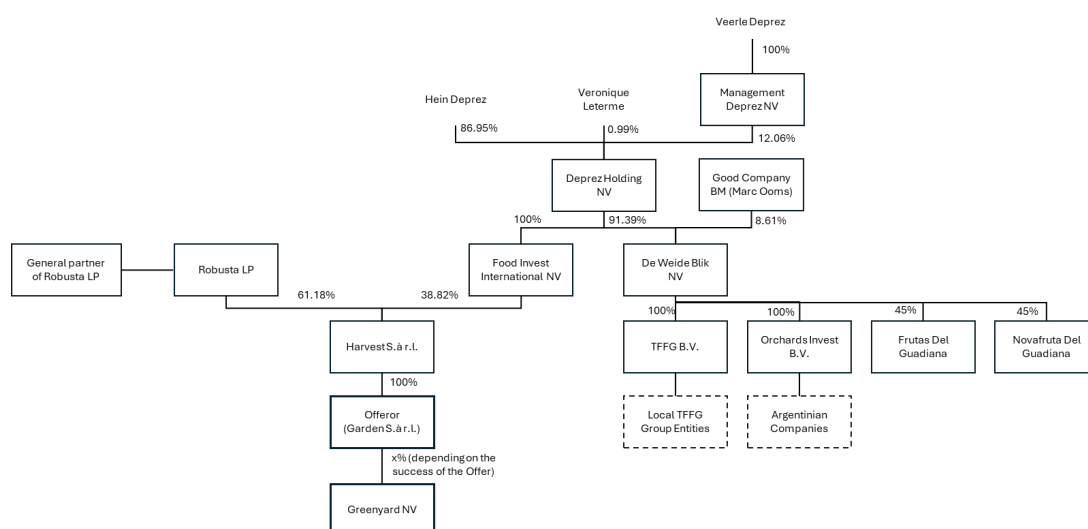 Veerle Deprez
100%
Management
Deprez NV
Hein Deprez
Veronique
Leterme
86.95%
0.99%
12.06%
Deprez Holding
NV
Good Company
BM (Marc Ooms)
100%
91.39%
8.61%
General partner
of Robusta LP
Robusta LP
Food Invest
International NV
De Weide Blik
NV
61.18%
38.82%
100%
100%
45%
45%
Harvest S.à r.l.
TFFG B.V.
Orchards Invest
B.V.
Frutas Del
Guadiana
Novafruta Del
Guadiana
100%
Offeror
(Garden S.à r.l.)
Local TFFG
Group Entities
Argentinian
Companies
x% (depending on the
success of the Offer)
Greenyard NV